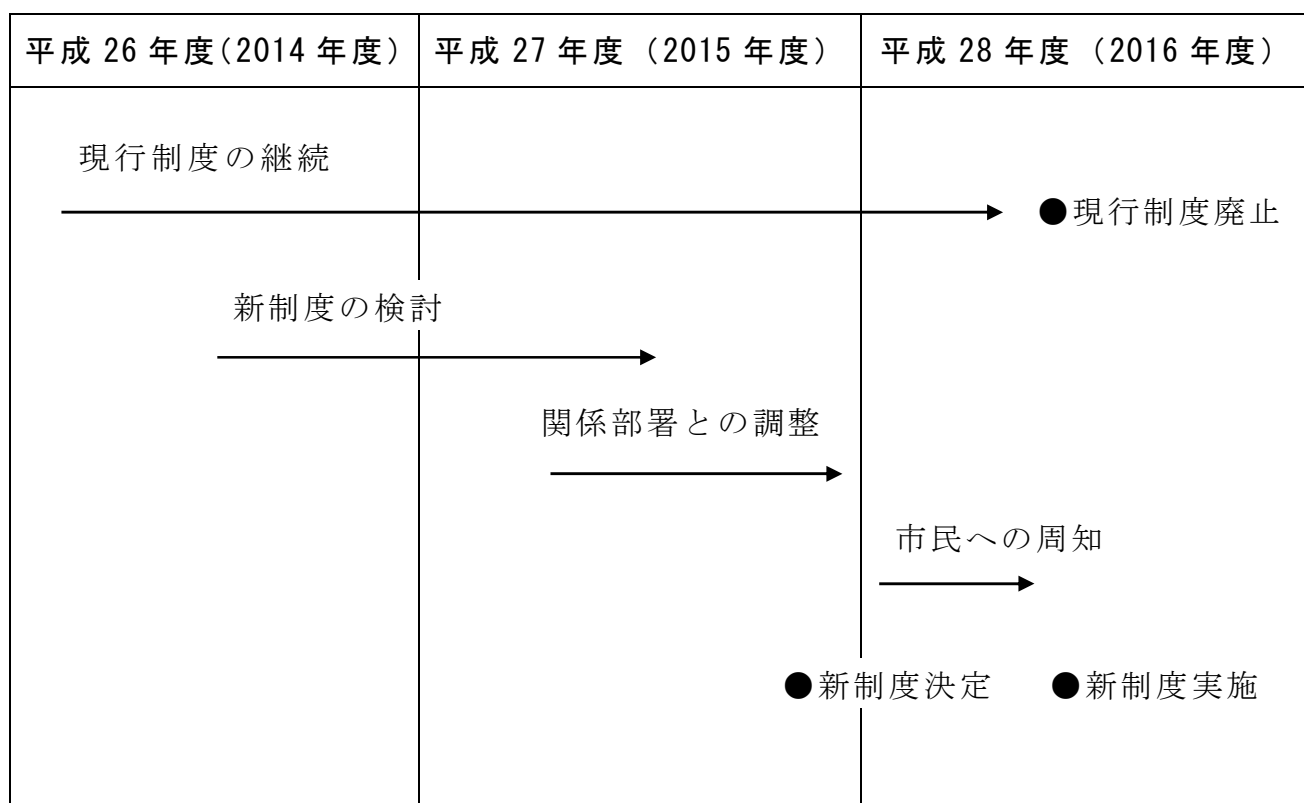 平成 26 年度(2014 年度) 平成 27 年度 (2015 年度) 平成 28 年度 (2016 年度)
現行制度の継続
●現行制度廃止
新制度の検討
関係部署との調整
市民への周知
●新制度決定 ●新制度実施